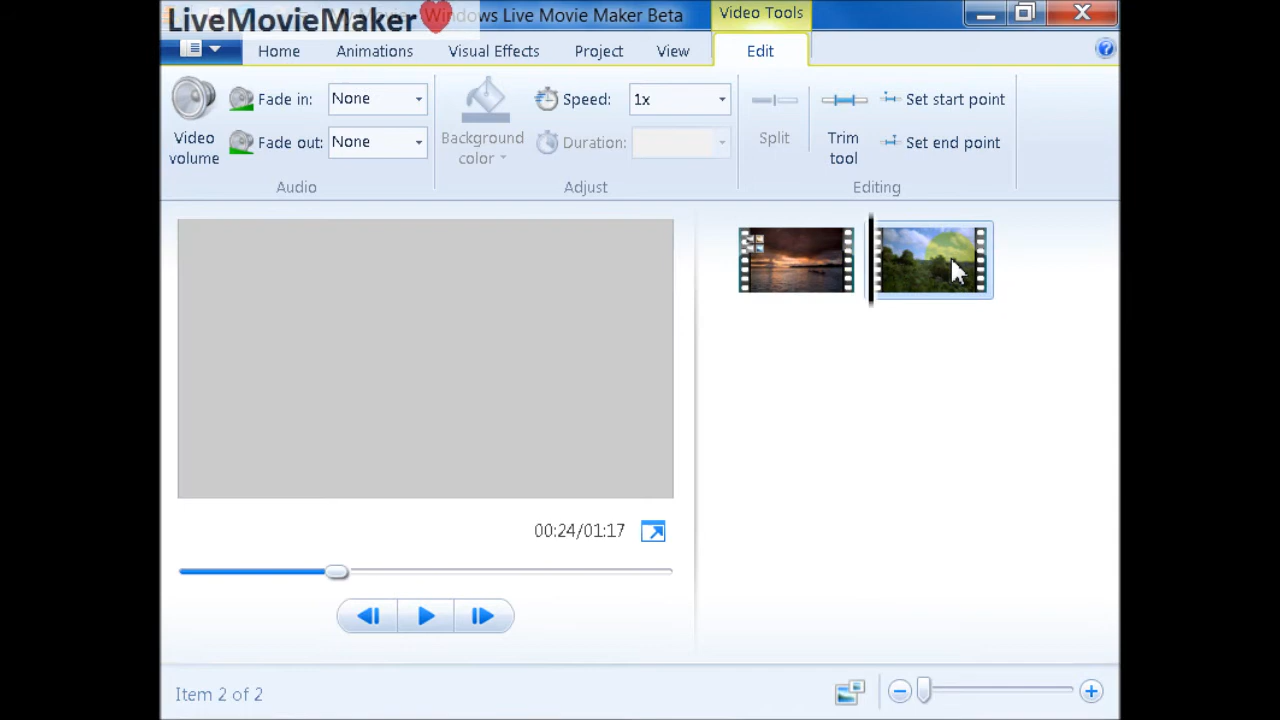 LiveMovieMaker
Windows Live Movie Maker Beta
Video Tools
Home
Animations
Visual Effects
Project
View
Edit
Video volume
Fade in: None
Fade out: None
Audio
Background color
Speed: 1x
Duration:
Adjust
Split
Trim tool
Set start point
Set end point
Editing
00:24/01:17
Item 2 of 2